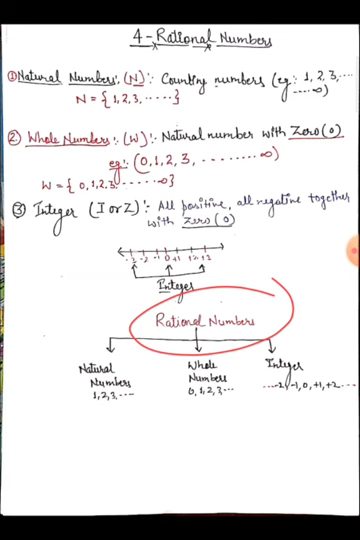 4 - Rational Numbers
① Natural Numbers: (N) :- Counting numbers (eg: 1, 2, 3, ...
N = {1, 2, 3, ......} .....∞)
② Whole Numbers :- (W) :- Natural number with Zero (0)
eg:- (0, 1, 2, 3, ......... ∞)
W = {0, 1, 2, 3, ........∞}
③ Integer (I or Z) :- All positive, all negative together
with Zero (0)
-3 -2 -1 0 +1 +2 +3
Integer
Rational Numbers
Natural Whole Integer
Numbers Numbers .....-2, -1, 0, +1, +2 ....
1, 2, 3, .... 0, 1, 2, 3, ...